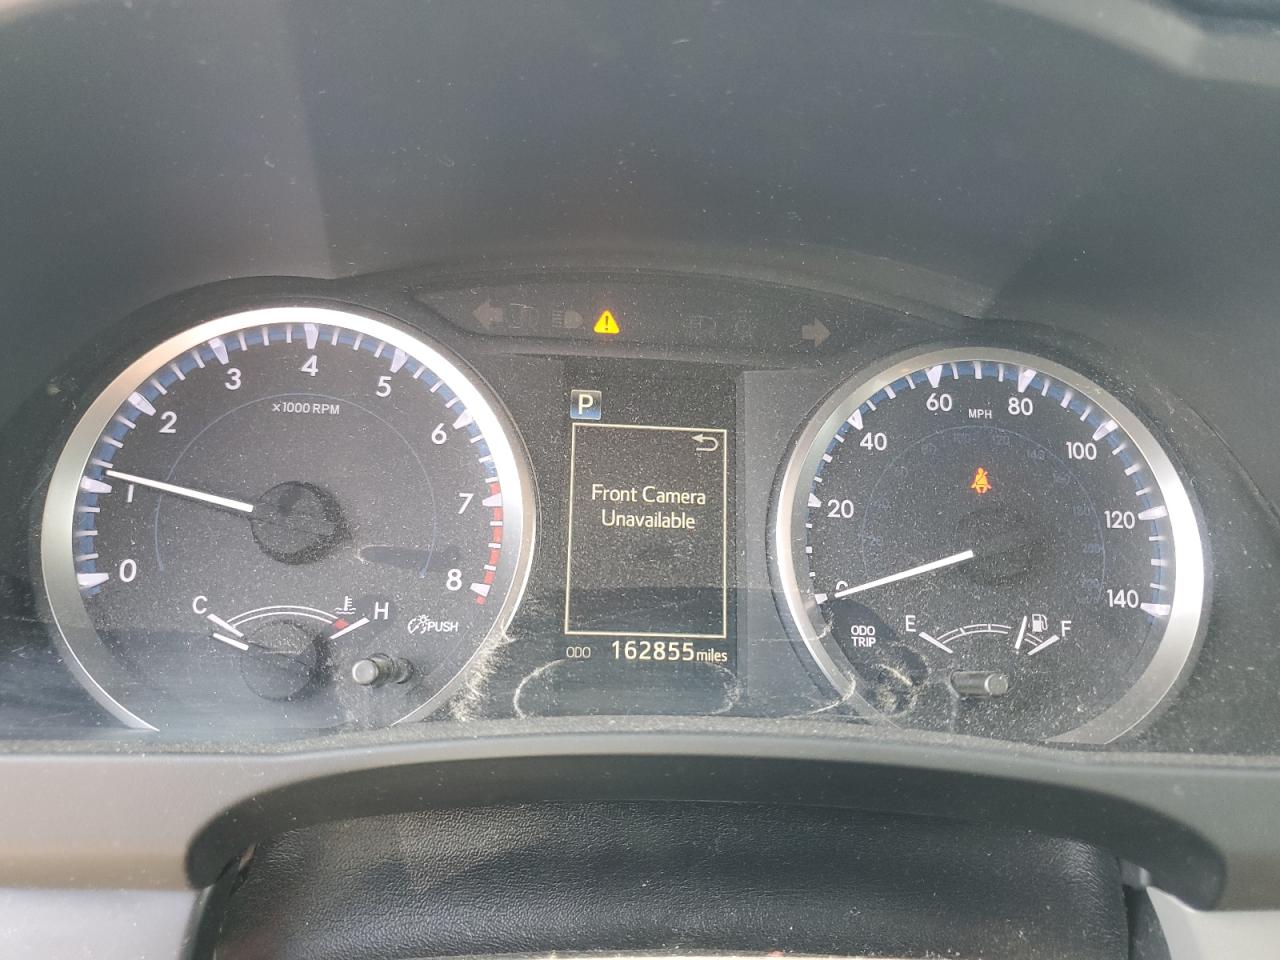 P
Front Camera
Unavailable
ODO 162855 miles
0
1
2
3
4
5
6
7
8
x1000 RPM
C
H
PUSH
0
20
40
60
80
100
120
140
MPH
ODO
TRIP
E
F